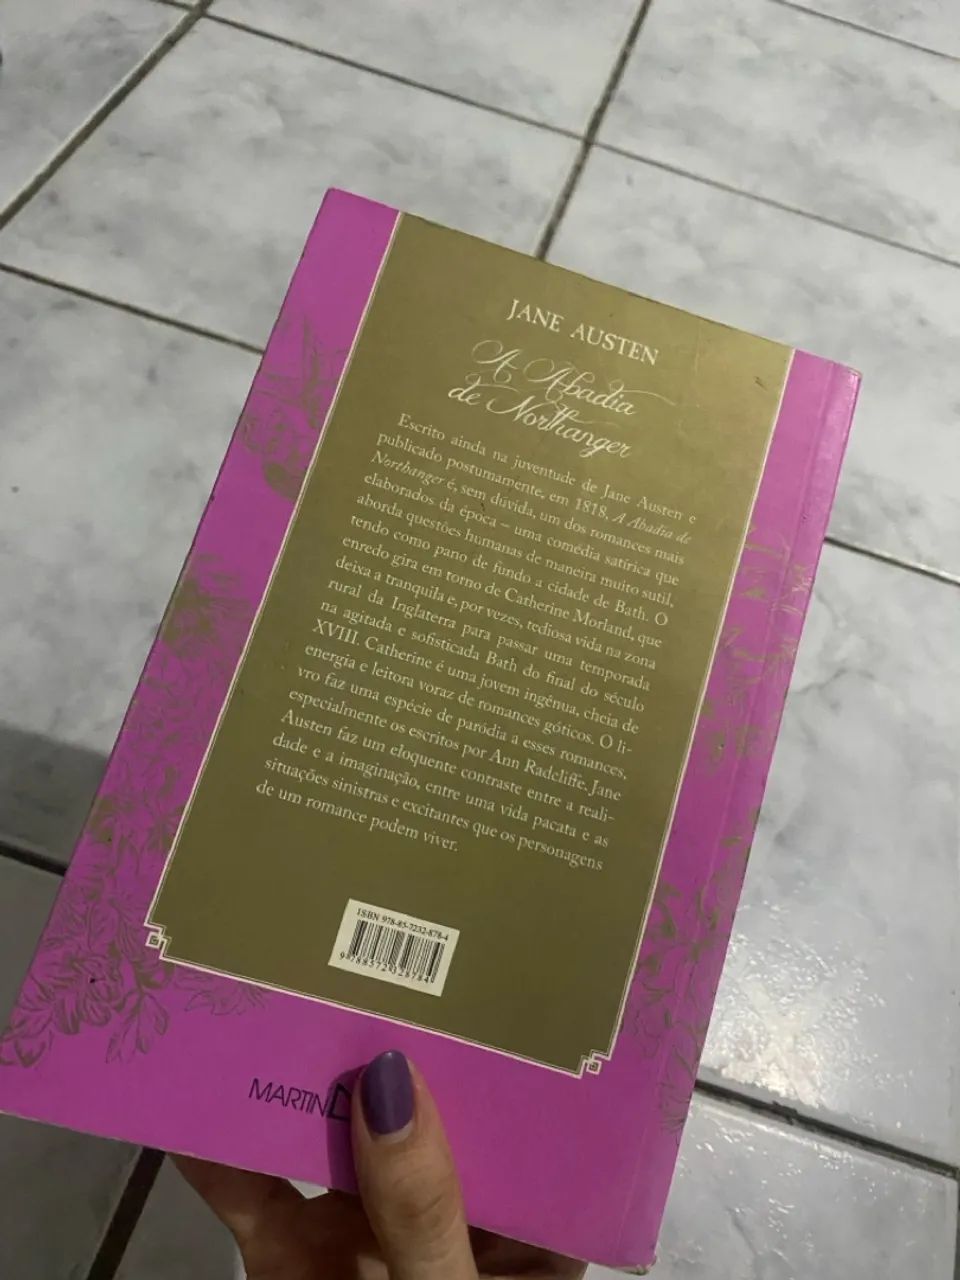 JANE AUSTEN
A Abadia
de Northanger
Escrito ainda na juventude de Jane Austen e
publicado postumamente, em 1818, A Abadia de
Northanger é, sem dúvida, um dos romances mais
elaborados da época – uma comédia satírica que
aborda questões humanas de maneira muito sutil,
tendo como pano de fundo a cidade de Bath. O
enredo gira em torno de Catherine Morland, que
deixa a tranquila e, por vezes, tediosa vida na zona
rural da Inglaterra para passar uma temporada
na agitada e sofisticada Bath do final do século
XVIII. Catherine é uma jovem ingênua, cheia de
energia e leitora voraz de romances góticos. O li-
vro faz uma espécie de paródia a esses romances,
especialmente os escritos por Ann Radcliffe. Jane
Austen faz um eloquente contraste entre a reali-
dade e a imaginação, entre uma vida pacata e as
situações sinistras e excitantes que os personagens
de um romance podem viver.
ISBN 978-85-7232-878-4
9 788572 328784
MARTIN